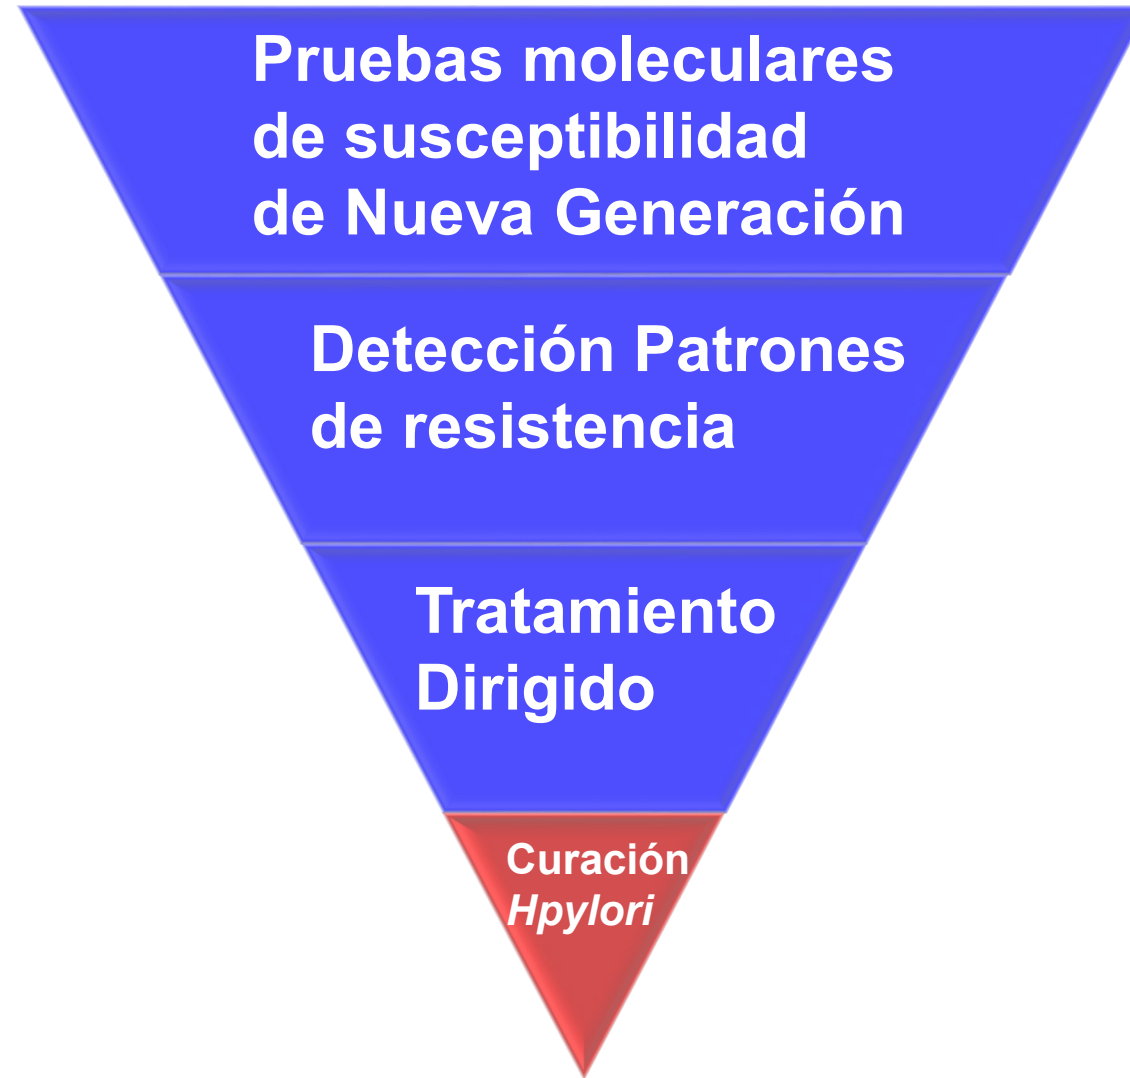 Pruebas moleculares
de susceptibilidad
de Nueva Generación
Detección Patrones
de resistencia
Tratamiento
Dirigido
Curación
Hpylori